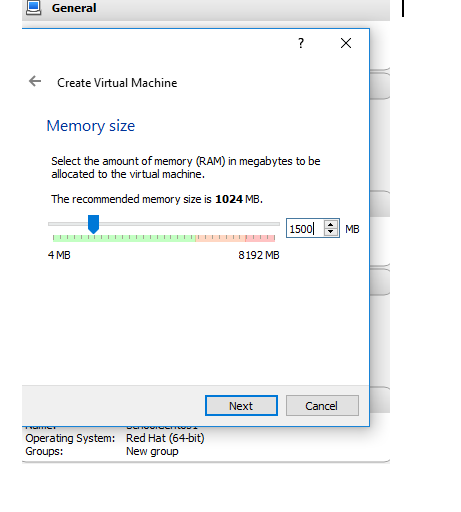 General
?
Create Virtual Machine
Memory size
Select the amount of memory (RAM) in megabytes to be
allocated to the virtual machine.
The recommended memory size is 1024 MB.
1500 MB
4 MB 8192 MB
Next Cancel
Operating System: Red Hat (64-bit)
Groups: New group